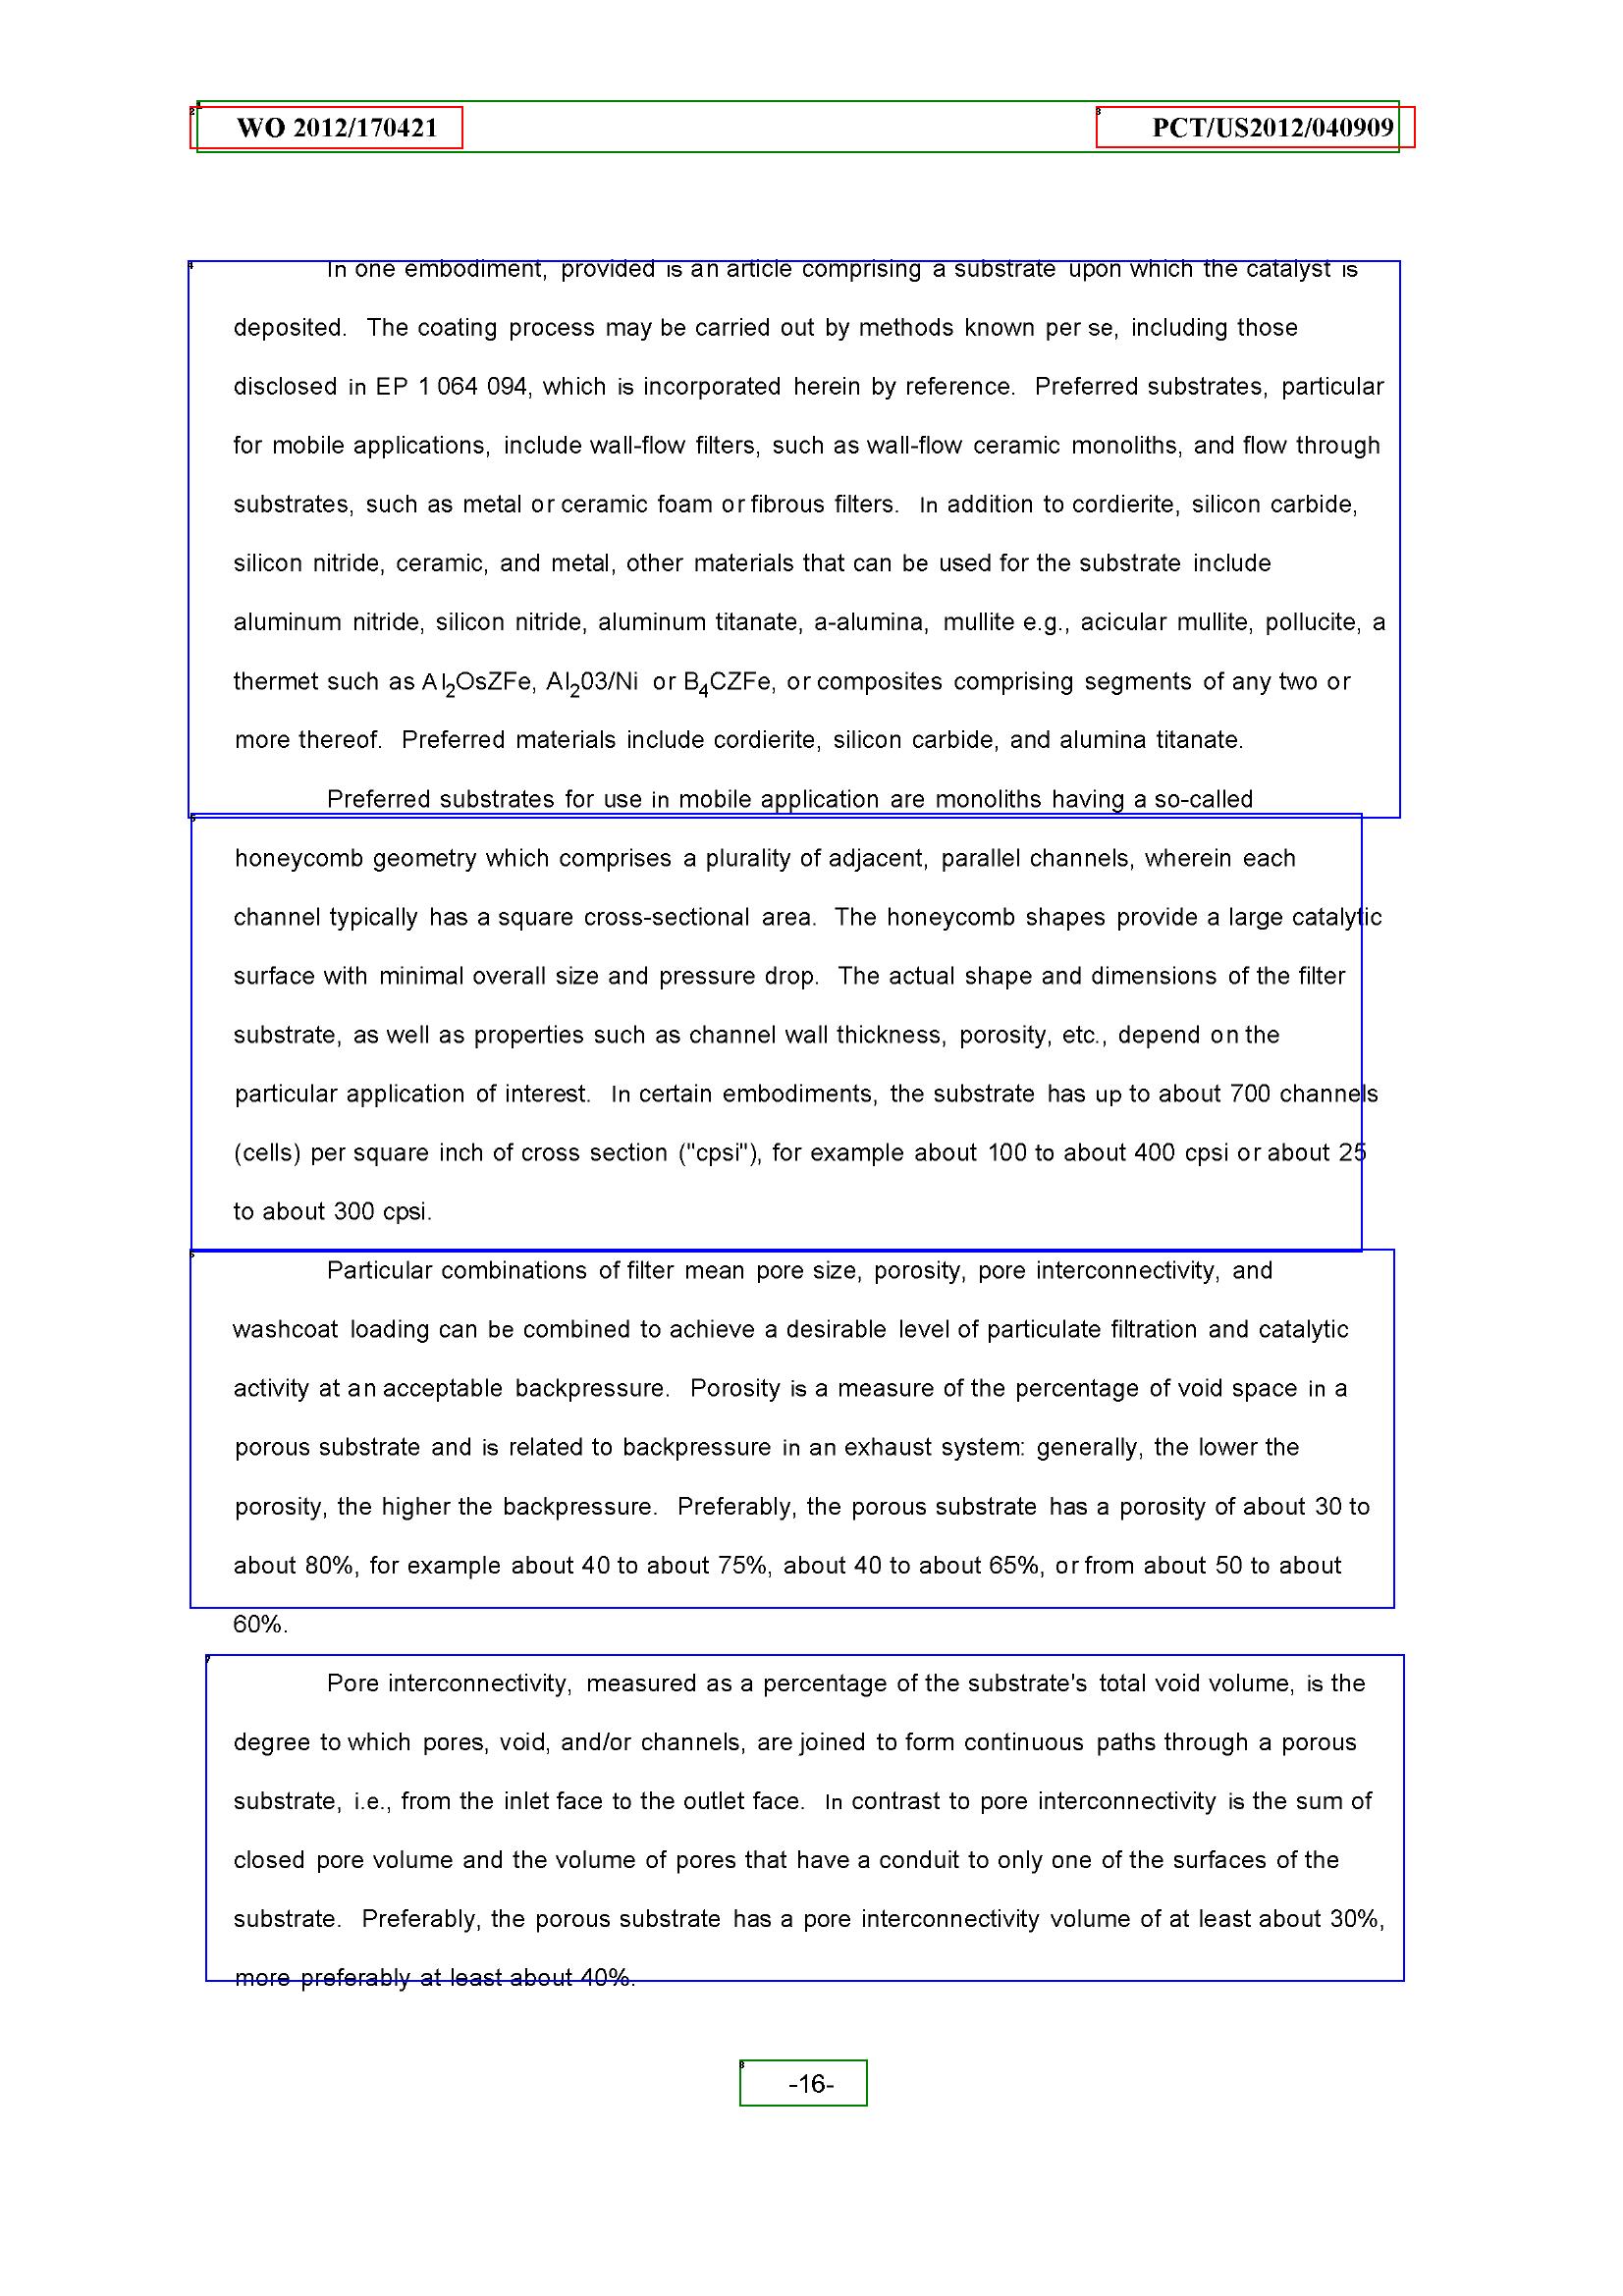 WO 2012/170421 PCT/US2012/040909
In one embodiment, provided is an article comprising a substrate upon which the catalyst is
deposited. The coating process may be carried out by methods known per se, including those
disclosed in EP 1 064 094, which is incorporated herein by reference. Preferred substrates, particular
for mobile applications, include wall-flow filters, such as wall-flow ceramic monoliths, and flow through
substrates, such as metal or ceramic foam or fibrous filters. In addition to cordierite, silicon carbide,
silicon nitride, ceramic, and metal, other materials that can be used for the substrate include
aluminum nitride, silicon nitride, aluminum titanate, a-alumina, mullite e.g., acicular mullite, pollucite, a
thermet such as Al2OsZFe, Al203/Ni or B4CZFe, or composites comprising segments of any two or
more thereof. Preferred materials include cordierite, silicon carbide, and alumina titanate.
Preferred substrates for use in mobile application are monoliths having a so-called
honeycomb geometry which comprises a plurality of adjacent, parallel channels, wherein each
channel typically has a square cross-sectional area. The honeycomb shapes provide a large catalytic
surface with minimal overall size and pressure drop. The actual shape and dimensions of the filter
substrate, as well as properties such as channel wall thickness, porosity, etc., depend on the
particular application of interest. In certain embodiments, the substrate has up to about 700 channels
(cells) per square inch of cross section ("cpsi"), for example about 100 to about 400 cpsi or about 25
to about 300 cpsi.
Particular combinations of filter mean pore size, porosity, pore interconnectivity, and
washcoat loading can be combined to achieve a desirable level of particulate filtration and catalytic
activity at an acceptable backpressure. Porosity is a measure of the percentage of void space in a
porous substrate and is related to backpressure in an exhaust system: generally, the lower the
porosity, the higher the backpressure. Preferably, the porous substrate has a porosity of about 30 to
about 80%, for example about 40 to about 75%, about 40 to about 65%, or from about 50 to about
60%.
Pore interconnectivity, measured as a percentage of the substrate's total void volume, is the
degree to which pores, void, and/or channels, are joined to form continuous paths through a porous
substrate, i.e., from the inlet face to the outlet face. In contrast to pore interconnectivity is the sum of
closed pore volume and the volume of pores that have a conduit to only one of the surfaces of the
substrate. Preferably, the porous substrate has a pore interconnectivity volume of at least about 30%,
more preferably at least about 40%.
-16-